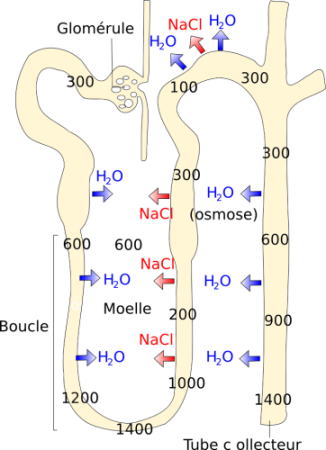 NaCl
H₂O
Glomérule
H₂O
300
100
300
300
H₂O
300
H₂O
NaCl
(osmose)
600
600
600
NaCl
H₂O
H₂O
Moelle
200
900
Boucle
NaCl
H₂O
H₂O
1000
1200
1400
1400
Tube c ollecteur